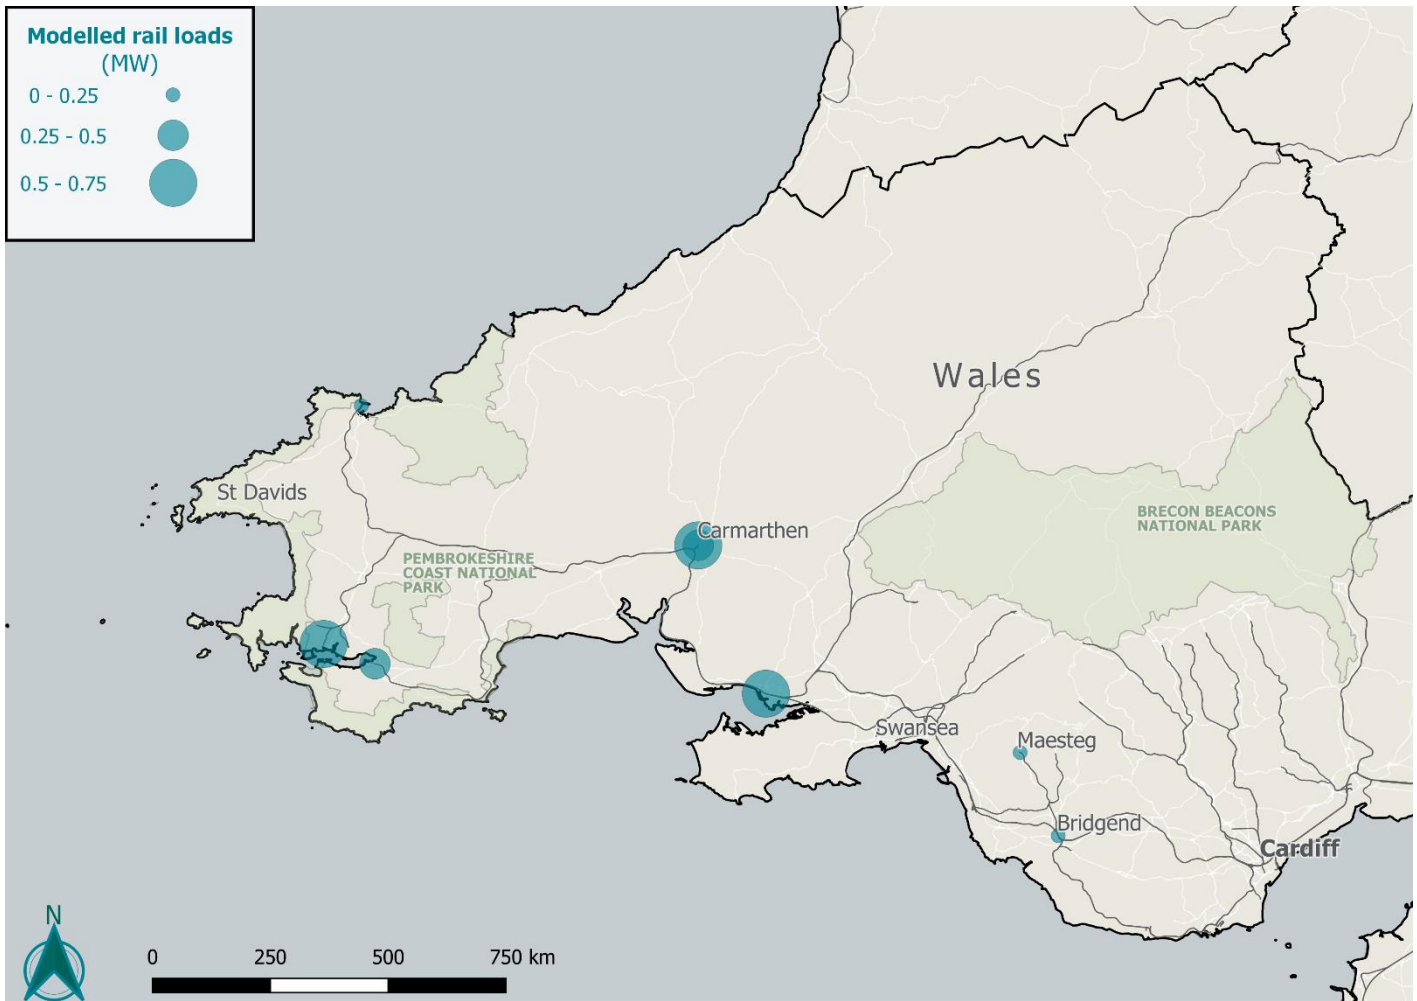 Modelled rail loads
(MW)
0 - 0.25
0.25 - 0.5
0.5 - 0.75
Wales
St Davids
Carmarthen
BRECON BEACONS
NATIONAL PARK
PEMBROKESHIRE
COAST NATIONAL
PARK
Swansea
Maesteg
Bridgend
Cardiff
N
0 250 500 750 km